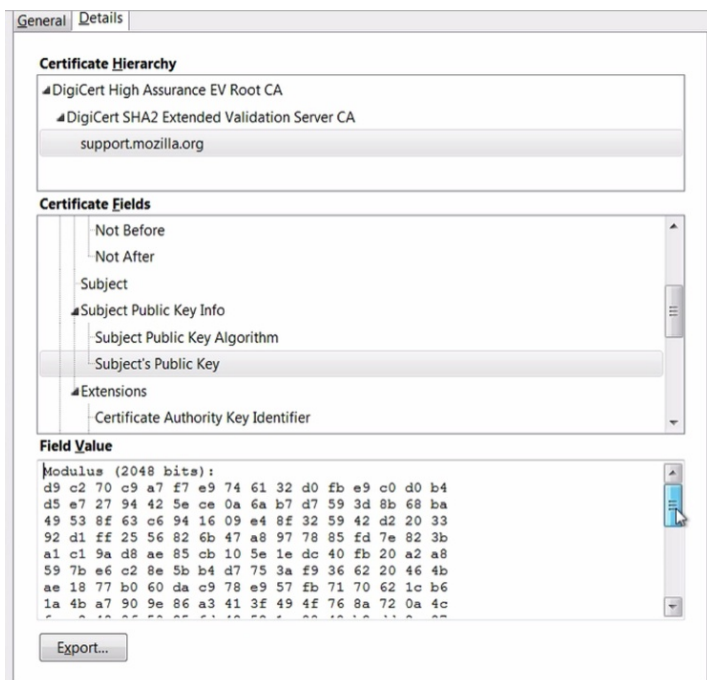 General Details
Certificate Hierarchy
DigiCert High Assurance EV Root CA
DigiCert SHA2 Extended Validation Server CA
support.mozilla.org
Certificate Fields
Not Before
Not After
Subject
Subject Public Key Info
Subject Public Key Algorithm
Subject's Public Key
Extensions
Certificate Authority Key Identifier
Field Value
Modulus (2048 bits):
d9 c2 70 c9 a7 f7 e9 74 61 32 d0 fb e9 c0 d0 b4
d5 e7 27 94 42 5e ce 0a 6a b7 d7 59 3d 8b 68 ba
49 53 8f 63 c6 94 16 09 e4 8f 32 59 42 d2 20 33
92 d1 ff 25 56 82 6b 47 a8 97 78 85 fd 7e 82 3b
a1 c1 9a d8 ae 85 cb 10 5e 1e dc 40 fb 20 a2 a8
59 7b e6 c2 8e 5b b4 d7 75 3a f9 36 62 20 46 4b
ae 18 77 b0 60 da c9 78 e9 57 fb 71 70 62 1c b6
1a 4b a7 90 9e 86 a3 41 3f 49 4f 76 8a 72 0a 4c
Export...